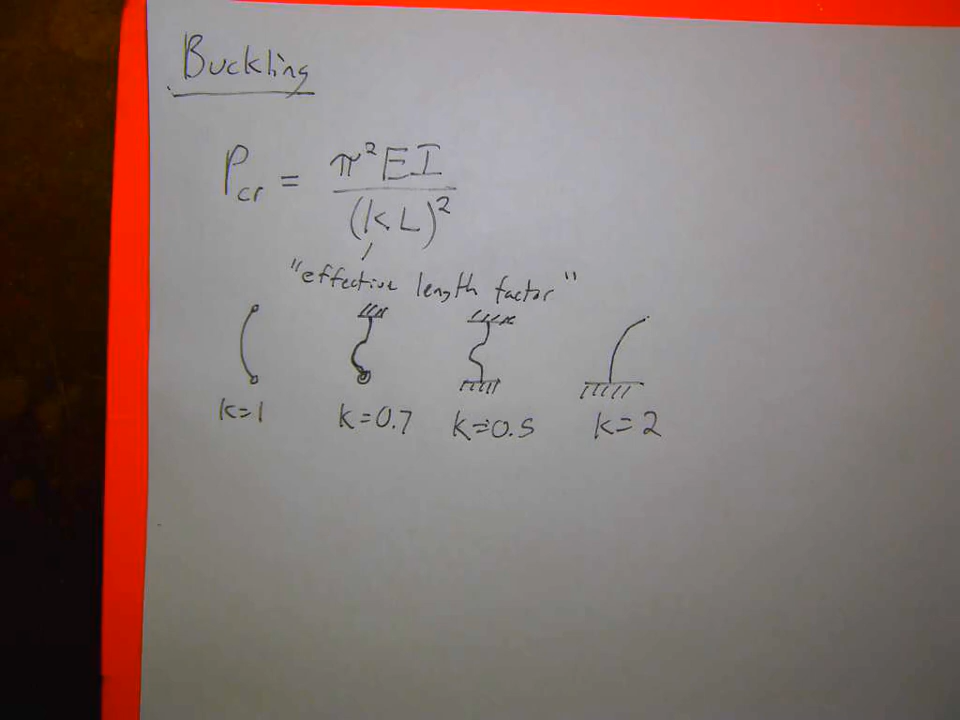 Buckling
Pcr = π²EI / (kL)²
"effective length factor"
k=1 k=0.7 k=0.5 k=2